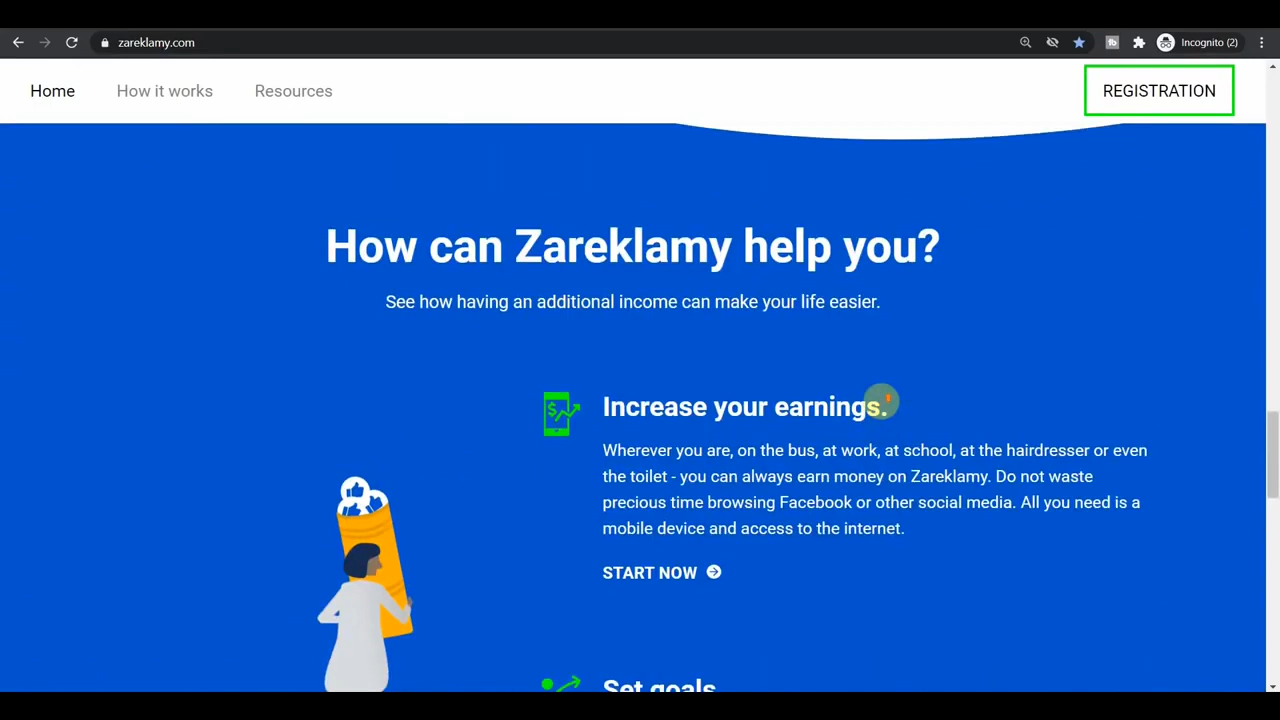 zareklamy.com
Incognito (2)
Home How it works Resources REGISTRATION
How can Zareklamy help you?
See how having an additional income can make your life easier.
Increase your earnings.
Wherever you are, on the bus, at work, at school, at the hairdresser or even
the toilet - you can always earn money on Zareklamy. Do not waste
precious time browsing Facebook or other social media. All you need is a
mobile device and access to the internet.
START NOW
Set goals